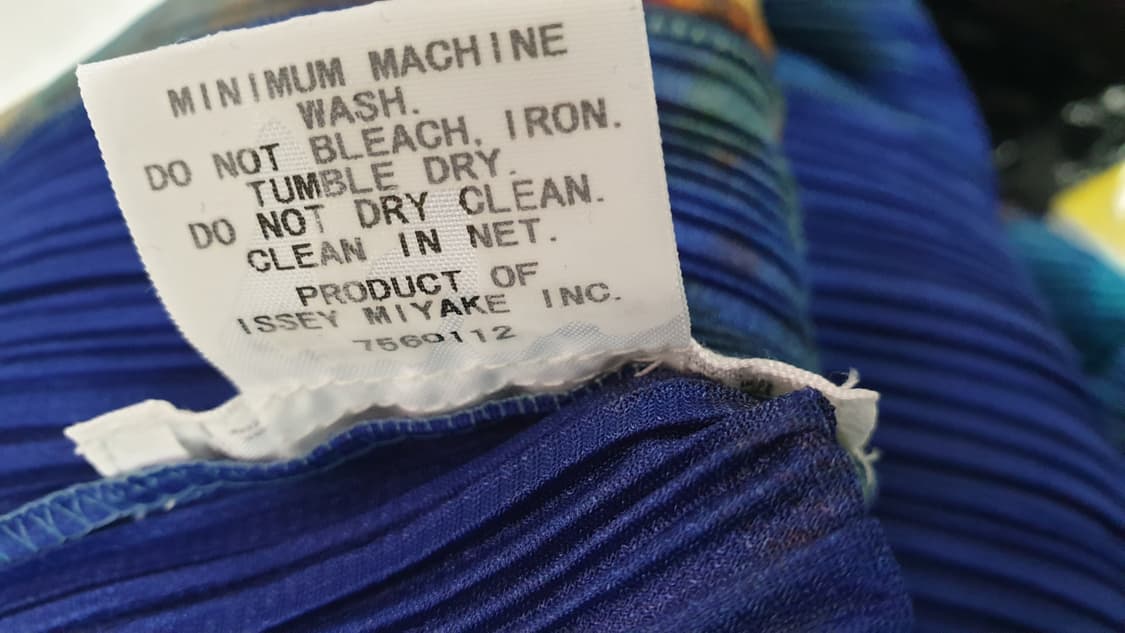 MINIMUM MACHINE
WASH.
DO NOT BLEACH, IRON.
TUMBLE DRY.
DO NOT DRY CLEAN.
CLEAN IN NET.
PRODUCT OF
ISSEY MIYAKE INC.
7569112